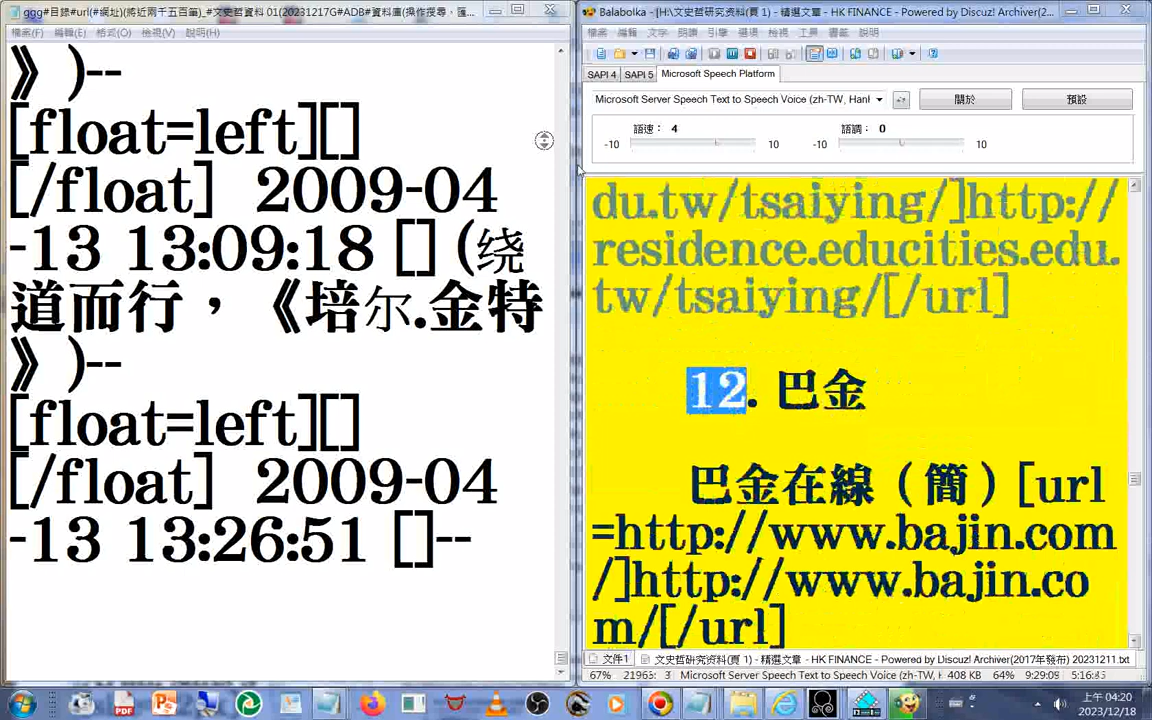 ggg#目錄#url(#網址)(將近兩千五百筆)_#文史哲資料 01(20231217G#ADB#資料庫(操作搜尋，匯...
檔案(F) 編輯(E) 格式(O) 檢視(V) 說明(H)
》)--
[float=left][]
[/float] 2009-04
-13 13:09:18 [] (绕
道而行，《培尔.金特
》)--
[float=left][]
[/float] 2009-04
-13 13:26:51 []--
Balabolka - [H:\文史哲研究资料(頁 1) - 精選文章 - HK FINANCE - Powered by Discuz! Archiver(2...
檔案 編輯 文字 朗讀 引擎 選項 檢視 工具 書籤 說明
SAPI 4 SAPI 5 Microsoft Speech Platform
Microsoft Server Speech Text to Speech Voice (zh-TW, HanH 關於 預設
語速： 4 語調： 0
-10 10 -10 10
du.tw/tsaiying/]http://
residence.educities.edu.
tw/tsaiying/[/url]
12. 巴金
巴金在線（簡）[url
=http://www.bajin.com
/]http://www.bajin.co
m/[/url]
文件1 文史哲研究资料(頁 1) - 精選文章 - HK FINANCE - Powered by Discuz! Archiver(2017年發布) 20231211.txt
67% 21965: 3 Microsoft Server Speech Text to Speech Voice (zh-TW, 408 KB 64% 9:29:09 5:16:45
上午 04:20
2023/12/18